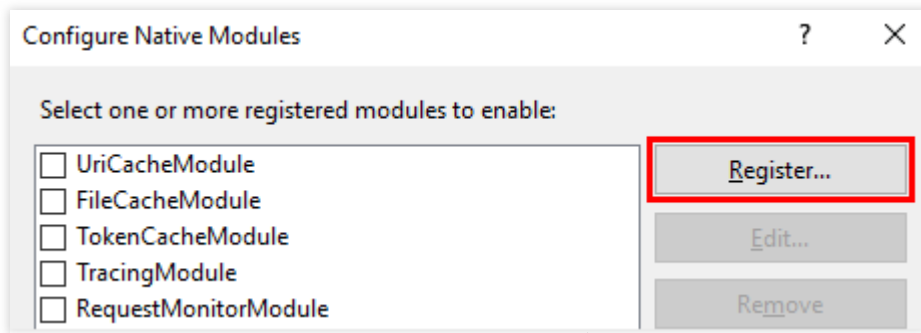 Configure Native Modules ?
Select one or more registered modules to enable:
UriCacheModule
FileCacheModule
TokenCacheModule
TracingModule
RequestMonitorModule
Register...
Edit...
Remove